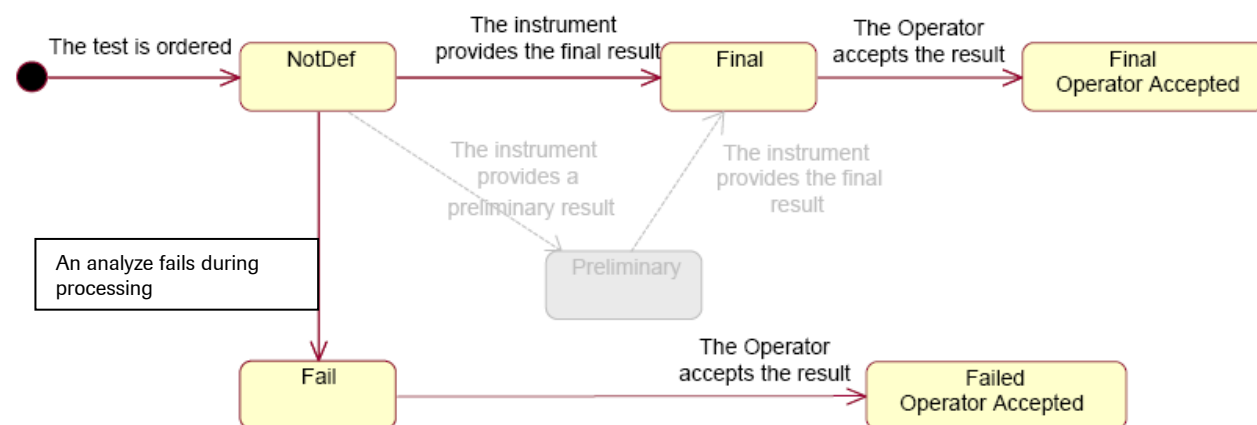 The test is ordered
NotDef
The instrument
provides the final result
Final
The Operator
accepts the result
Final
Operator Accepted
The instrument
provides a
preliminary result
The instrument
provides the final
result
An analyze fails during
processing
Preliminary
Fail
The Operator
accepts the result
Failed
Operator Accepted